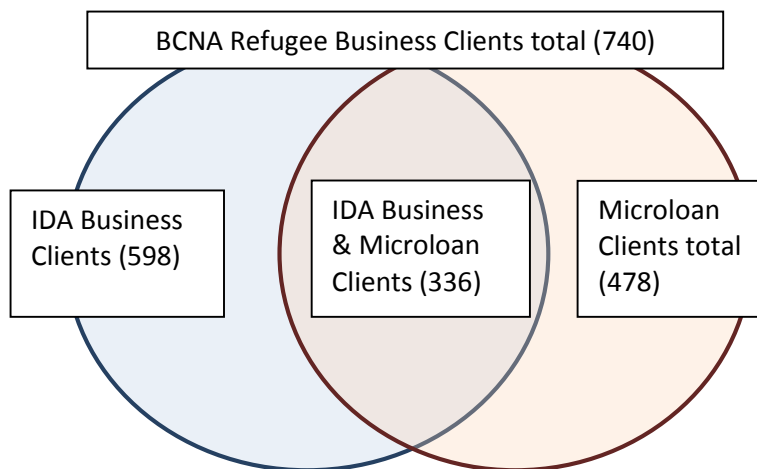 BCNA Refugee Business Clients total (740)
IDA Business
Clients (598)
IDA Business
& Microloan
Clients (336)
Microloan
Clients total
(478)